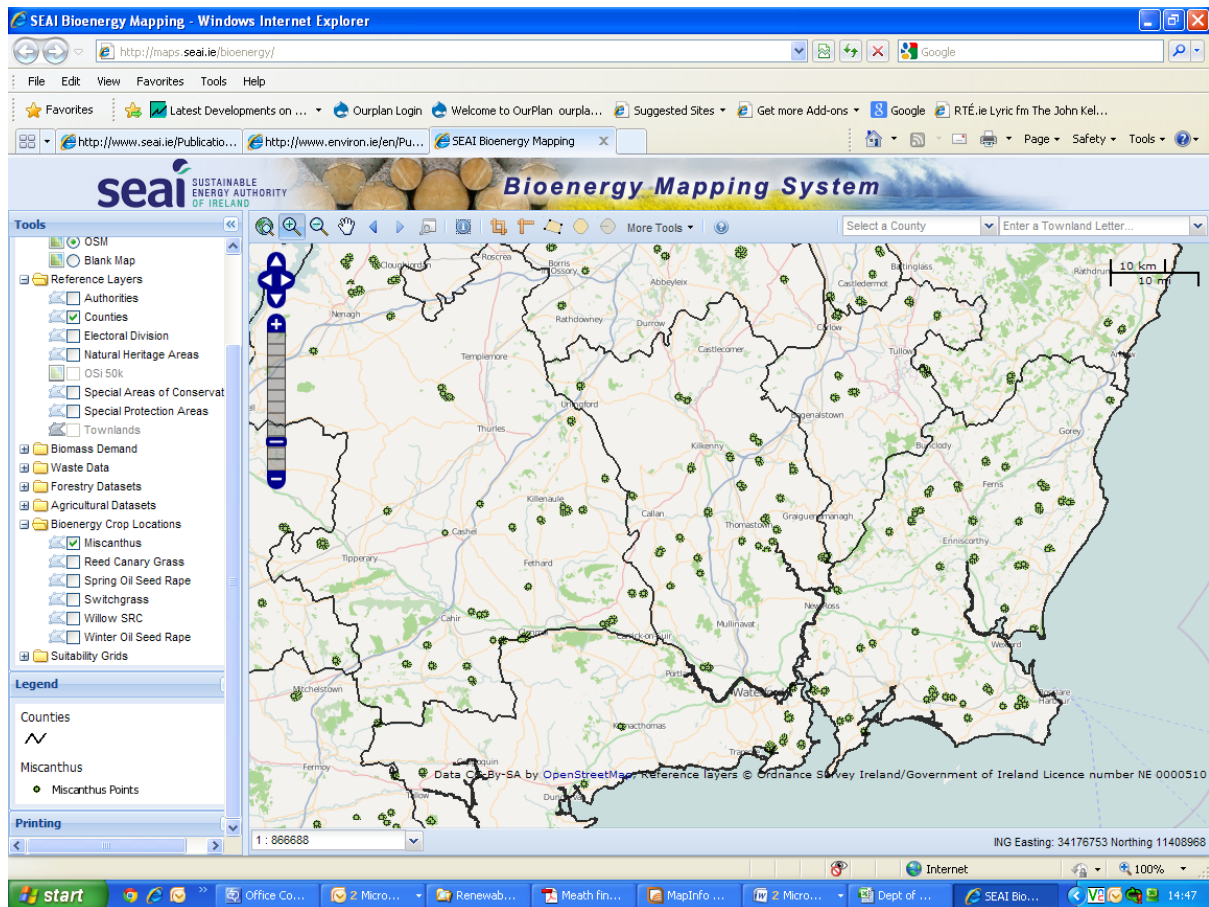 SEAI Bioenergy Mapping - Windows Internet Explorer
http://maps.seai.ie/bioenergy/
Google
File Edit View Favorites Tools Help
Favorites Latest Developments on ... Ourplan Login Welcome to OurPlan ourpla... Suggested Sites Get more Add-ons Google RTÉ.ie Lyric fm The John Kel...
http://www.seai.ie/Publicatio... http://www.environ.ie/en/Pu... SEAI Bioenergy Mapping X Page Safety Tools
seai SUSTAINABLE
ENERGY AUTHORITY
OF IRELAND
Bioenergy Mapping System
Tools
More Tools
Select a County
Enter a Townland Letter...
OSM
Blank Map
Reference Layers
Authorities
Counties
Electoral Division
Natural Heritage Areas
OSi 50k
Special Areas of Conservat
Special Protection Areas
Townlands
Biomass Demand
Waste Data
Forestry Datasets
Agricultural Datasets
Bioenergy Crop Locations
Miscanthus
Reed Canary Grass
Spring Oil Seed Rape
Switchgrass
Willow SRC
Winter Oil Seed Rape
Suitability Grids
Legend
Counties
Miscanthus
Miscanthus Points
Printing
Cloughjordan
Roscrea
Borris
in Ossory
Abbeyleix
Baltinglass
Castledermot
Rathdrum
10 km
10 mi
Nenagh
Rathdowney
Durrow
Carlow
Templemore
Castlecomer
Tullow
Arklow
Urlingford
Bagenalstown
Thurles
Kilkenny
Bunclody
Gorey
Ferns
Killenaule
Callan
Graiguenamanagh
Thomastown
Cashel
Enniscorthy
Tipperary
Fethard
New Ross
Cahir
Mullinavat
Clonmel
Carrick-on-Suir
Wexford
Mitchelstown
Portlaw
Waterford
Rosslare
Harbour
Kilmacthomas
Tramore
Fermoy
Cappoquin
Tallow
Dungarvan
Data CC-By-SA by OpenStreetMap, Reference layers © Ordnance Survey Ireland/Government of Ireland Licence number NE 0000510
1 : 866688
ING Easting: 34176753 Northing 11408968
Internet
100%
start
Office Co...
2 Micro...
Renewab...
Meath fin...
MapInfo ...
2 Micro...
Dept of ...
SEAI Bio...
14:47